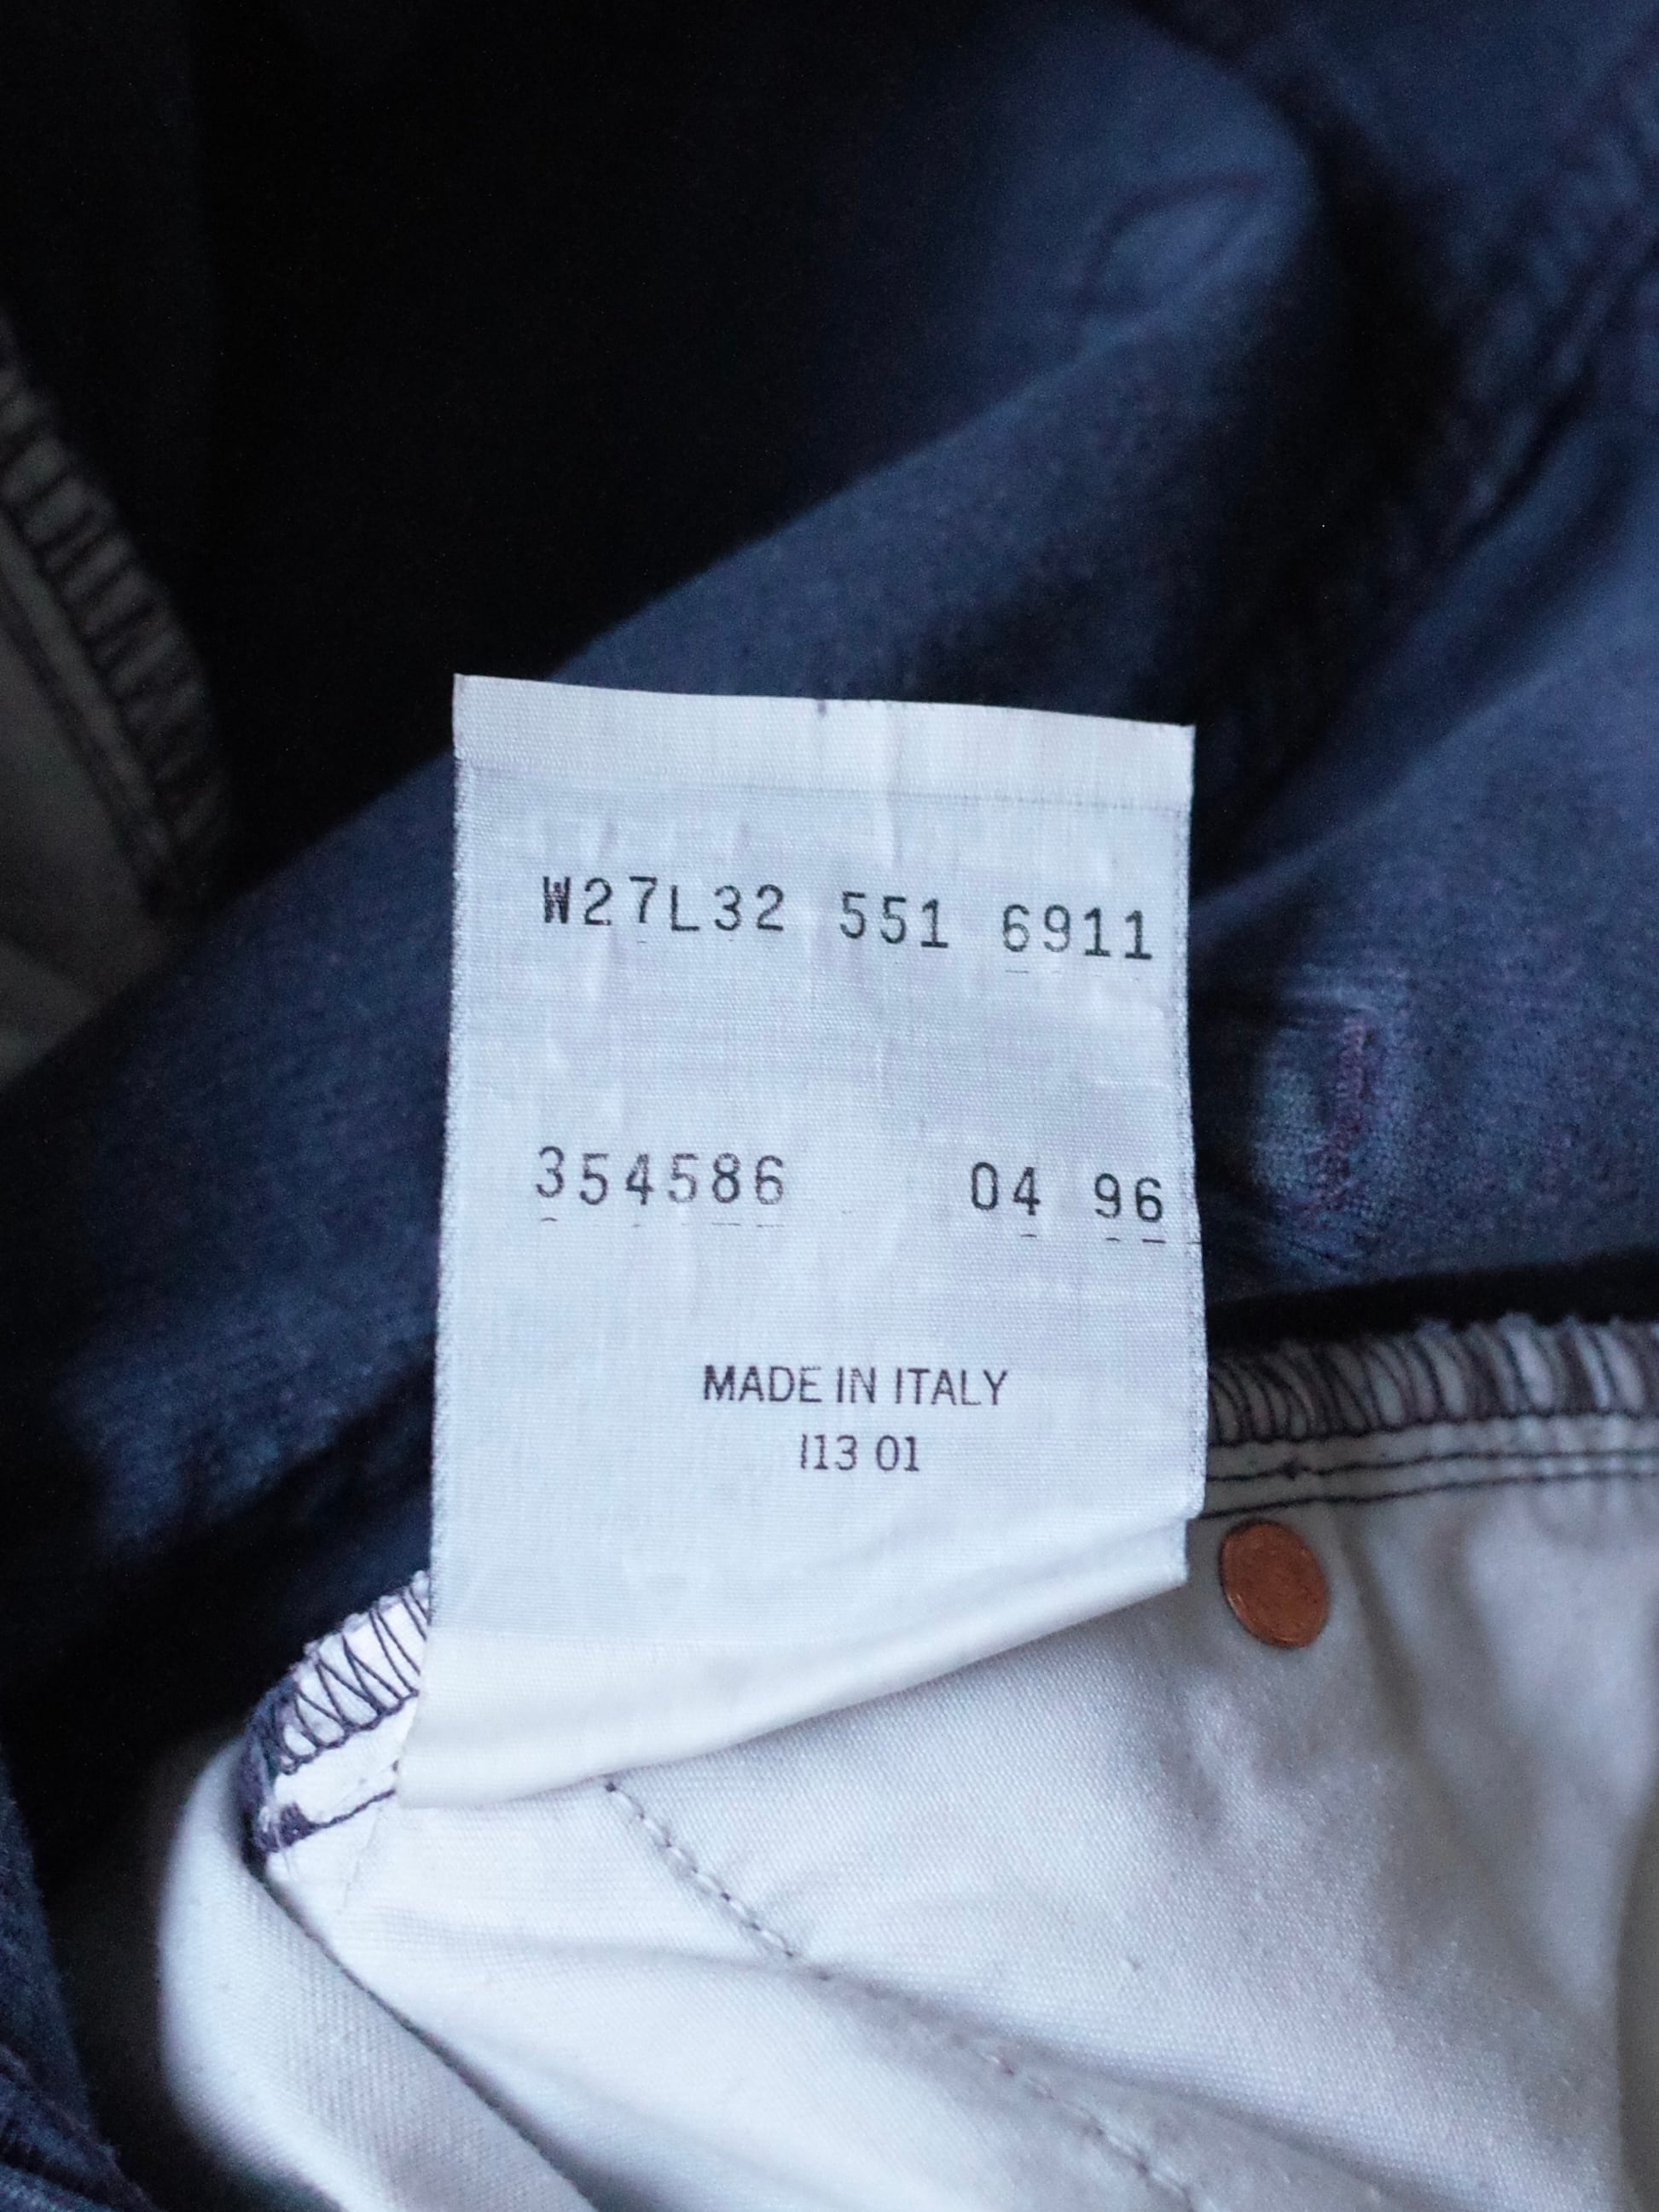 W27L32 551 6911
354586 04 96
MADE IN ITALY
I13 01